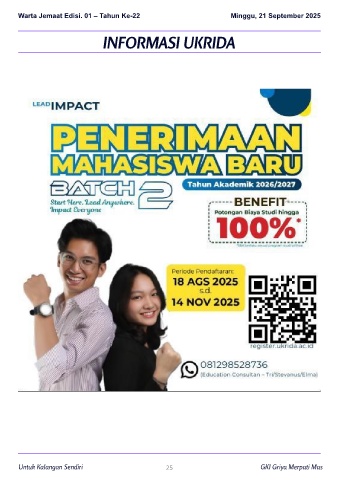 Warta Jemaat Edisi. 01 – Tahun Ke-22 Minggu, 21 September 2025
INFORMASI UKRIDA
LEAD IMPACT
PENERIMAAN
MAHASISWA BARU
BATCH 2
Tahun Akademik 2026/2027
Start Here. Lead Anywhere.
Impact Everyone
BENEFIT
Potongan Biaya Studi hingga
100%*
Periode Pendaftaran:
18 AGS 2025
s.d.
14 NOV 2025
register.ukrida.ac.id
081298528736
(Education Consultan – Tri/Stevanus/Elma)
Untuk Kalangan Sendiri 25 GKI Griya Merpati Mas